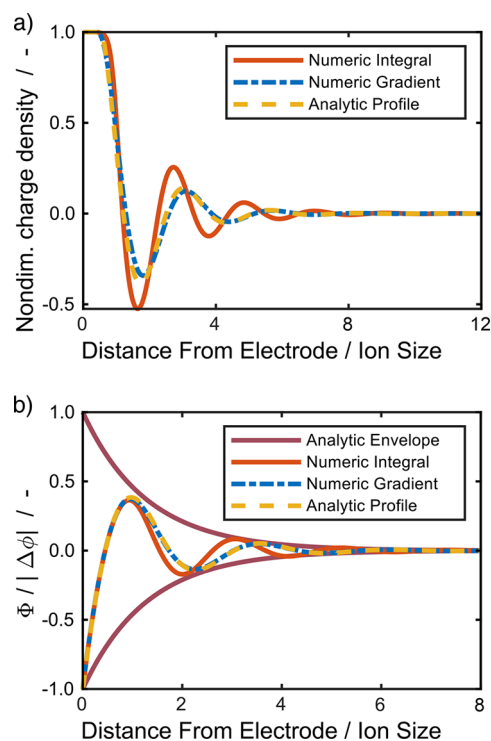 a)
Nondim. charge density / -
1.0
0.5
0.0
-0.5
Numeric Integral
Numeric Gradient
Analytic Profile
0 4 8 12
Distance From Electrode / Ion Size
b)
Φ / | Δϕ| / -
1.0
0.5
0.0
-0.5
-1.0
Analytic Envelope
Numeric Integral
Numeric Gradient
Analytic Profile
0 2 4 6 8
Distance From Electrode / Ion Size